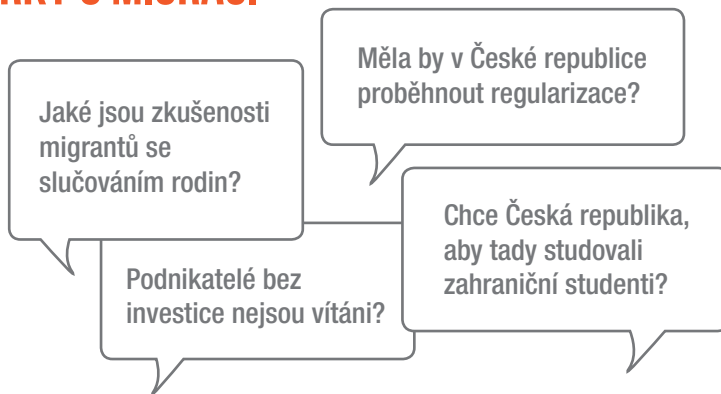 Měla by v České republice
proběhnout regularizace?
Jaké jsou zkušenosti
migrantů se
slučováním rodin?
Chce Česká republika,
aby tady studovali
zahraniční studenti?
Podnikatelé bez
investice nejsou vítáni?